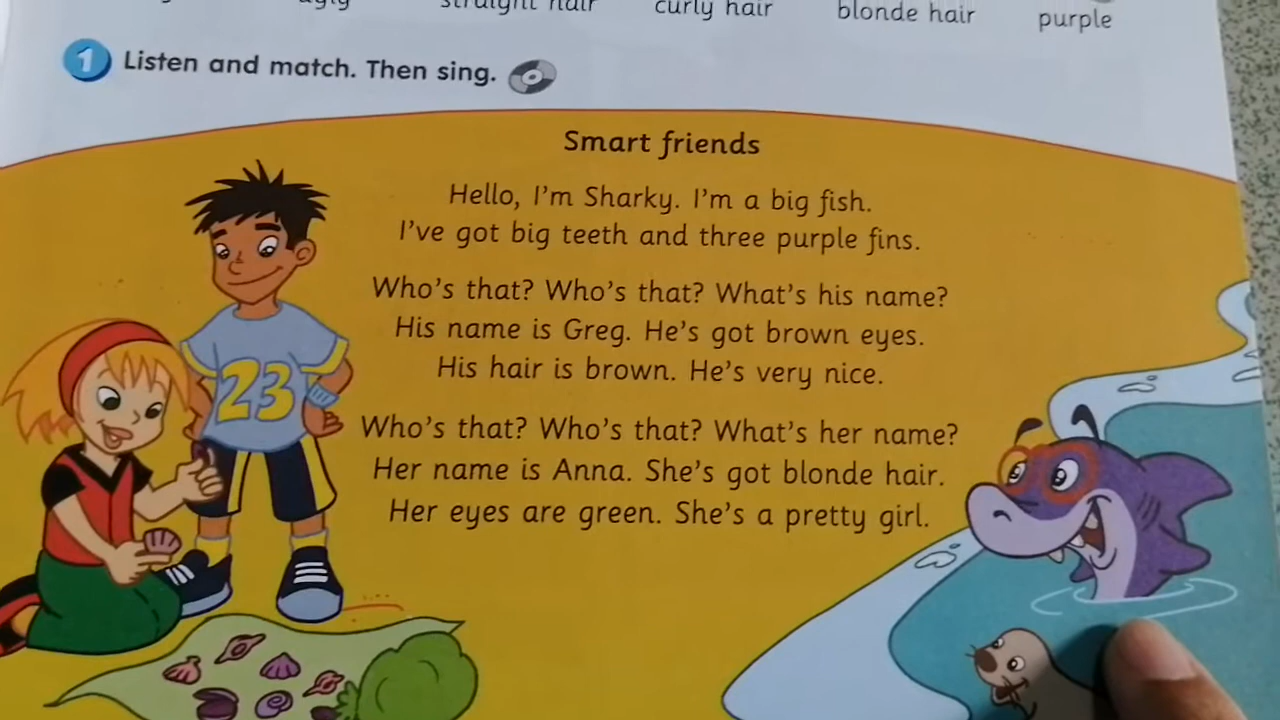 ugly straight hair curly hair blonde hair purple
1 Listen and match. Then sing.
Smart friends
Hello, I'm Sharky. I'm a big fish.
I've got big teeth and three purple fins.
Who's that? Who's that? What's his name?
His name is Greg. He's got brown eyes.
His hair is brown. He's very nice.
23
Who's that? Who's that? What's her name?
Her name is Anna. She's got blonde hair.
Her eyes are green. She's a pretty girl.